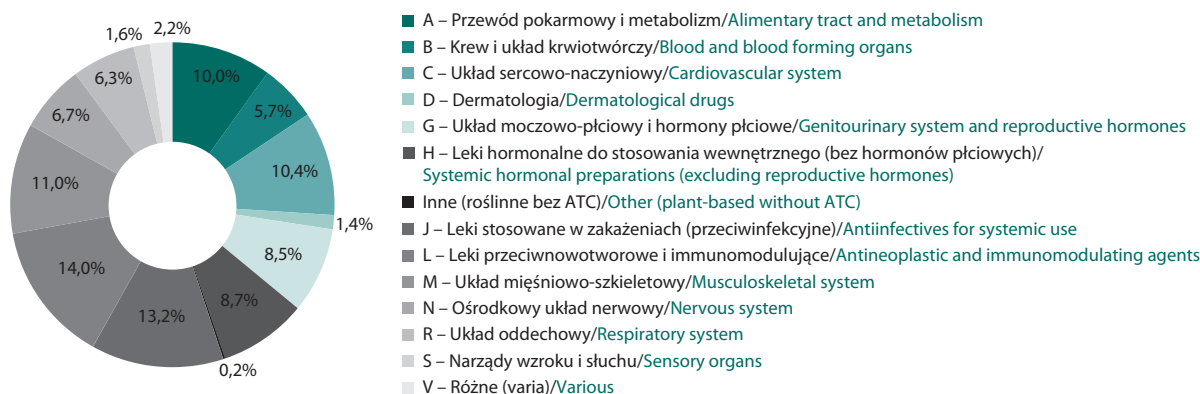 2,2%
1,6%
6,3%
10,0%
6,7%
5,7%
11,0%
10,4%
1,4%
14,0%
8,5%
13,2%
8,7%
0,2%
A – Przewód pokarmowy i metabolizm/Alimentary tract and metabolism
B – Krew i układ krwiotwórczy/Blood and blood forming organs
C – Układ sercowo-naczyniowy/Cardiovascular system
D – Dermatologia/Dermatological drugs
G – Układ moczowo-płciowy i hormony płciowe/Genitourinary system and reproductive hormones
H – Leki hormonalne do stosowania wewnętrznego (bez hormonów płciowych)/
Systemic hormonal preparations (excluding reproductive hormones)
Inne (roślinne bez ATC)/Other (plant-based without ATC)
J – Leki stosowane w zakażeniach (przeciwinfekcyjne)/Antiinfectives for systemic use
L – Leki przeciwnowotworowe i immunomodulujące/Antineoplastic and immunomodulating agents
M – Układ mięśniowo-szkieletowy/Musculoskeletal system
N – Ośrodkowy układ nerwowy/Nervous system
R – Układ oddechowy/Respiratory system
S – Narządy wzroku i słuchu/Sensory organs
V – Różne (varia)/Various